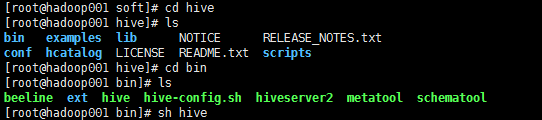 [root@hadoop001 soft]# cd hive
[root@hadoop001 hive]# ls
bin   examples  lib      NOTICE      RELEASE_NOTES.txt
conf  hcatalog  LICENSE  README.txt  scripts
[root@hadoop001 hive]# cd bin
[root@hadoop001 bin]# ls
beeline  ext  hive  hive-config.sh  hiveserver2  metatool  schematool
[root@hadoop001 bin]# sh hive